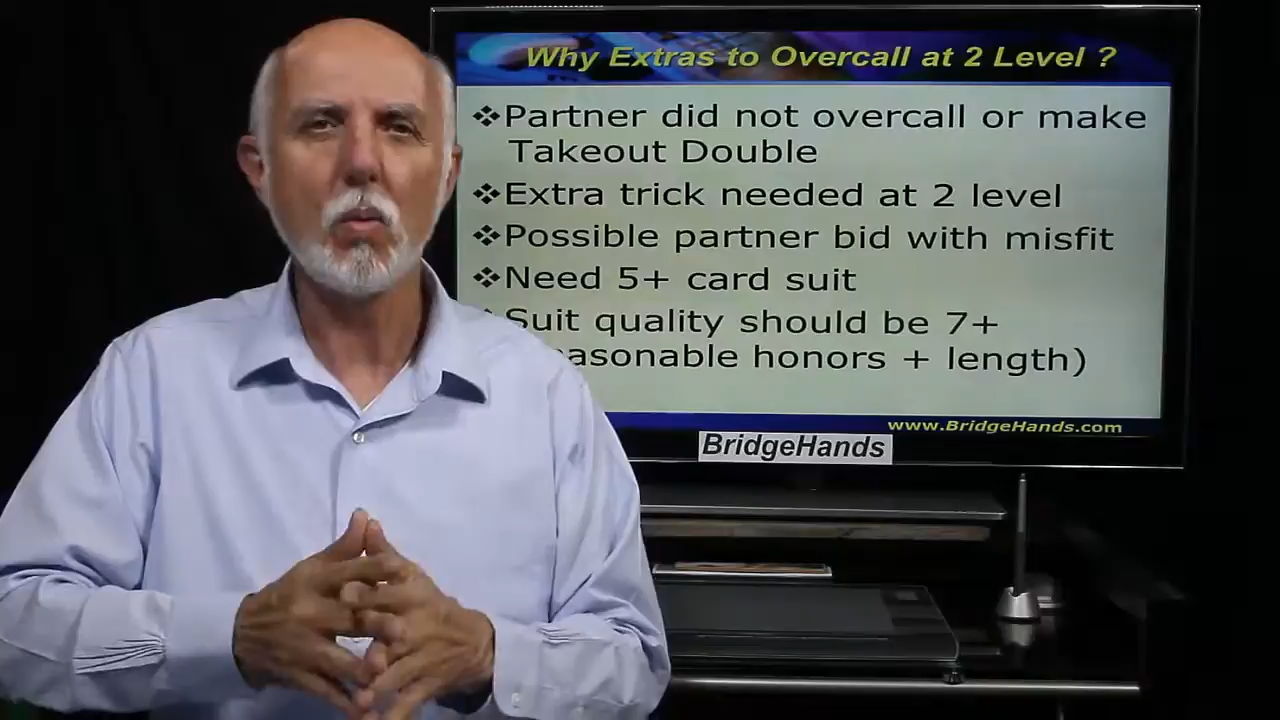 Why Extras to Overcall at 2 Level ?
❖Partner did not overcall or make
Takeout Double
❖Extra trick needed at 2 level
❖Possible partner bid with misfit
❖Need 5+ card suit
Suit quality should be 7+
honors + length)
www.BridgeHands.com
BridgeHands